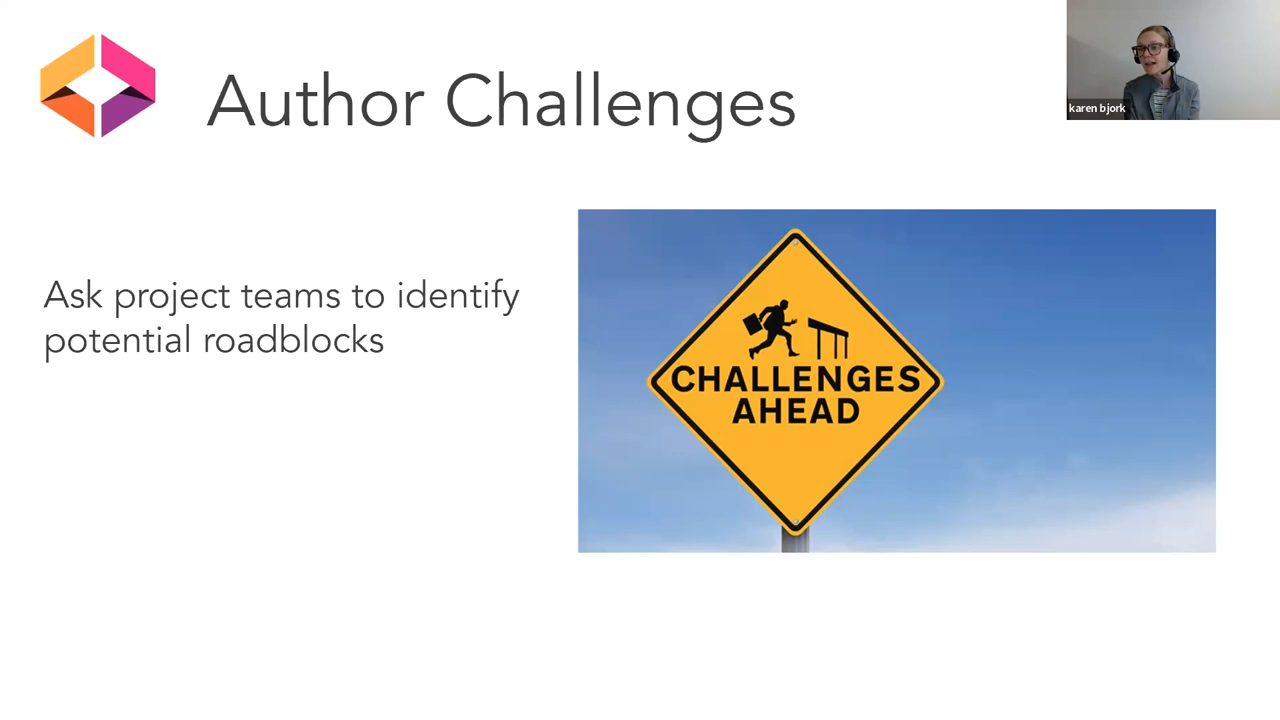 Author Challenges
karen bjork
Ask project teams to identify
potential roadblocks
CHALLENGES
AHEAD